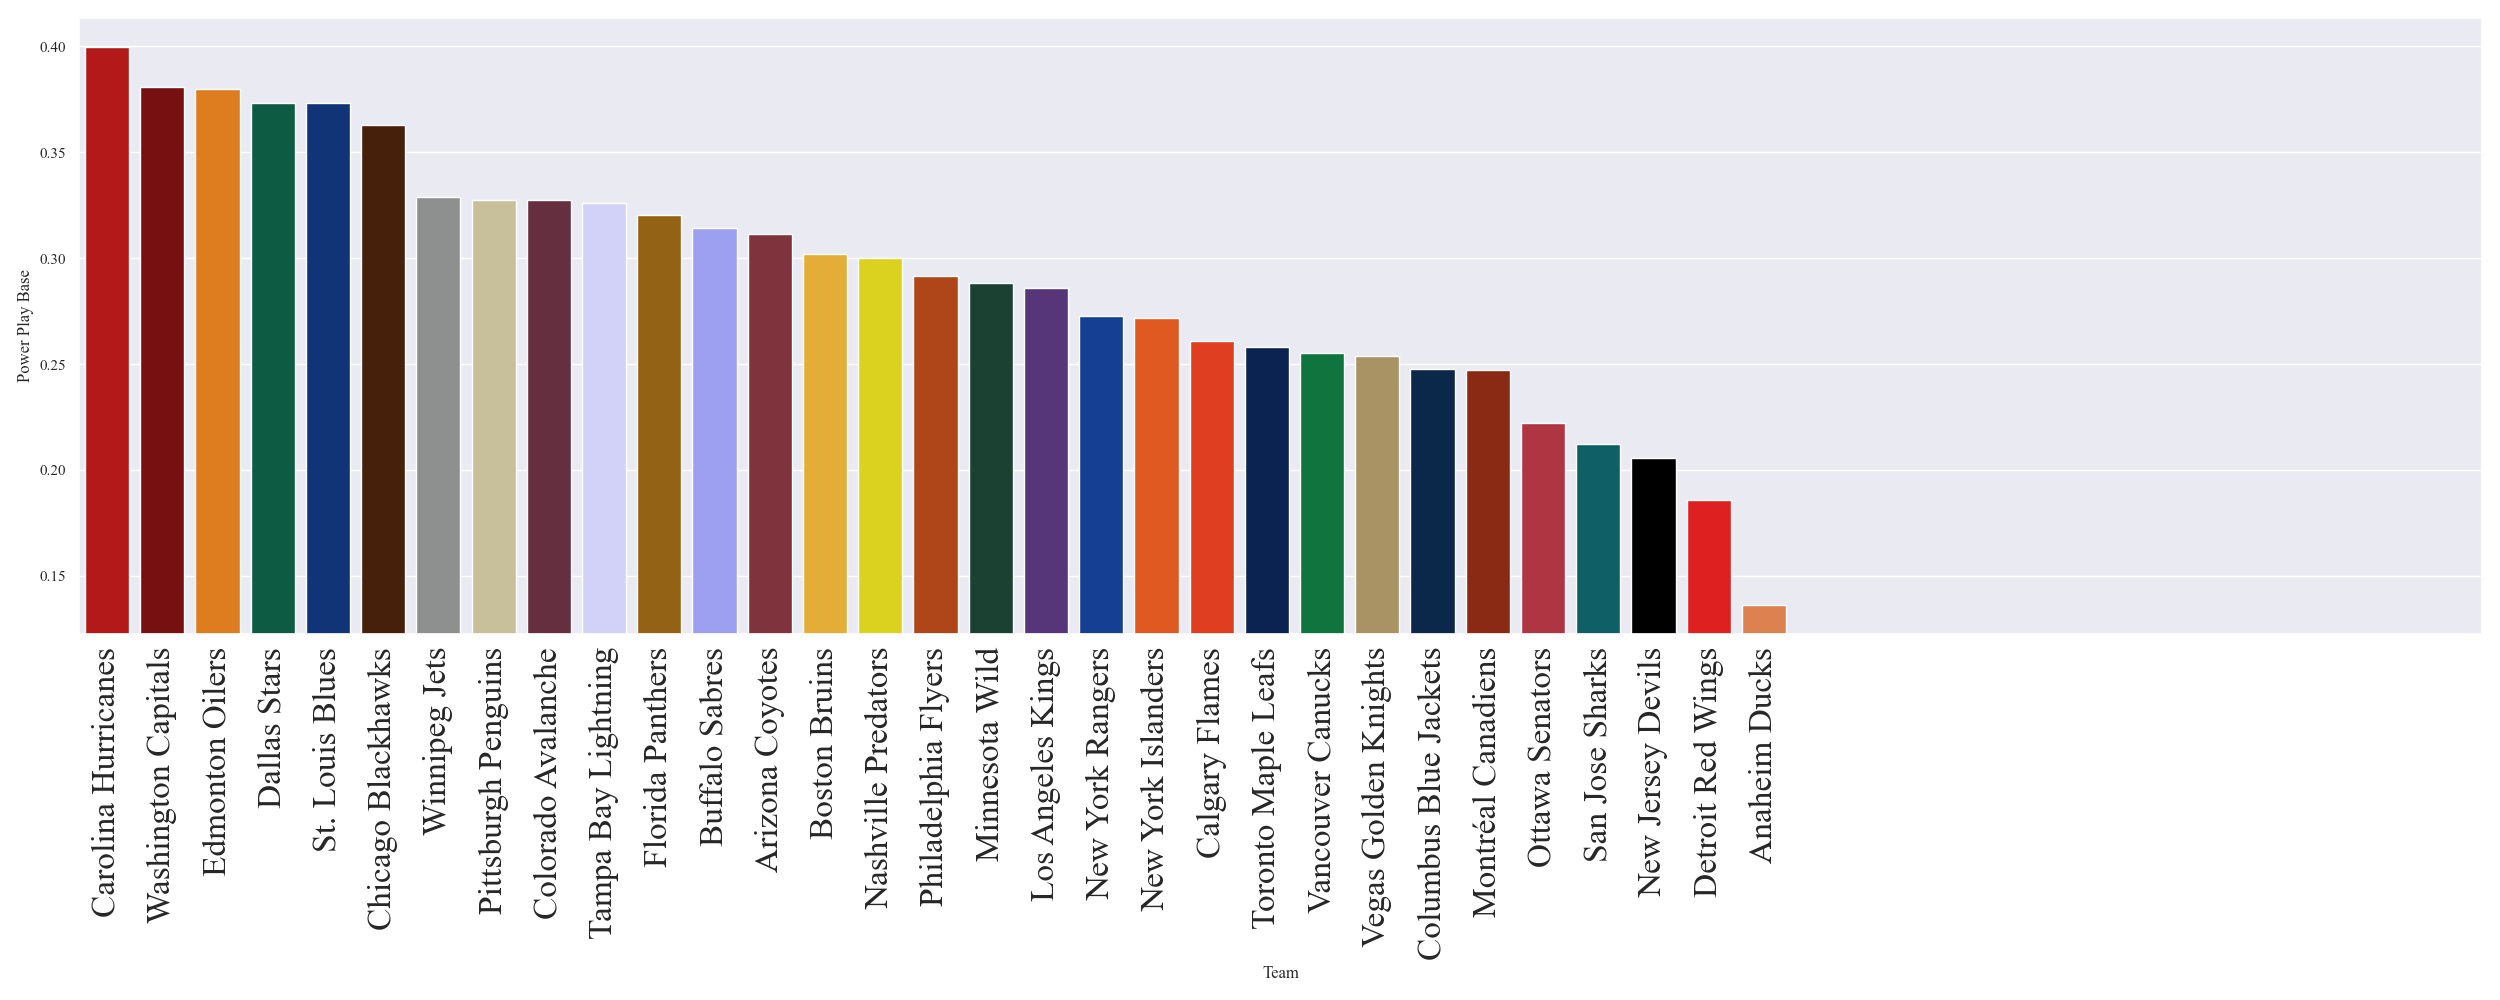 0.40
0.35
0.30
0.25
0.20
0.15
Power Play Base
Carolina Hurricanes
Washington Capitals
Edmonton Oilers
Dallas Stars
St. Louis Blues
Chicago Blackhawks
Winnipeg Jets
Pittsburgh Penguins
Colorado Avalanche
Tampa Bay Lightning
Florida Panthers
Buffalo Sabres
Arizona Coyotes
Boston Bruins
Nashville Predators
Philadelphia Flyers
Minnesota Wild
Los Angeles Kings
New York Rangers
New York Islanders
Calgary Flames
Toronto Maple Leafs
Vancouver Canucks
Vegas Golden Knights
Columbus Blue Jackets
Montréal Canadiens
Ottawa Senators
San Jose Sharks
New Jersey Devils
Detroit Red Wings
Anaheim Ducks
Team